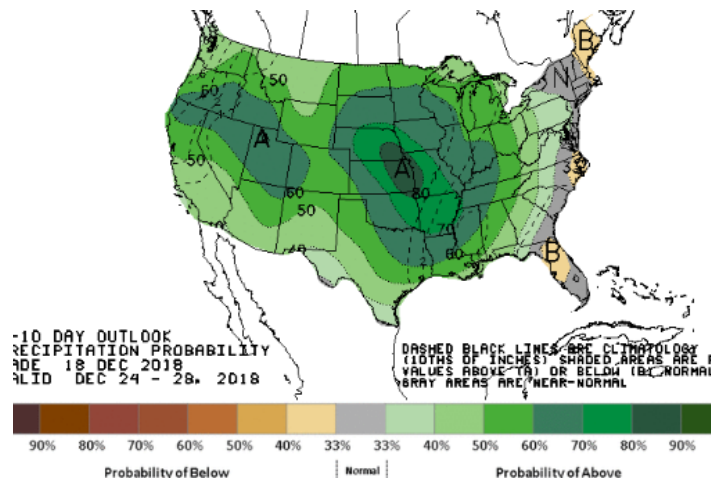 B
N
50
60
A
50
33
A
60
80
50
70
40
60
B
-10 DAY OUTLOOK
RECIPITATION PROBABILITY
ADE 18 DEC 2018
ALID DEC 24 - 28, 2018
DASHED BLACK LINES ARE CLIMATOLOGY
(10THS OF INCHES) SHADED AREAS ARE
VALUES ABOVE (A) OR BELOW (B) NORMAL
GRAY AREAS ARE NEAR-NORMAL
90% 80% 70% 60% 50% 40% 33% 33% 40% 50% 60% 70% 80% 90%
Probability of Below Normal Probability of Above